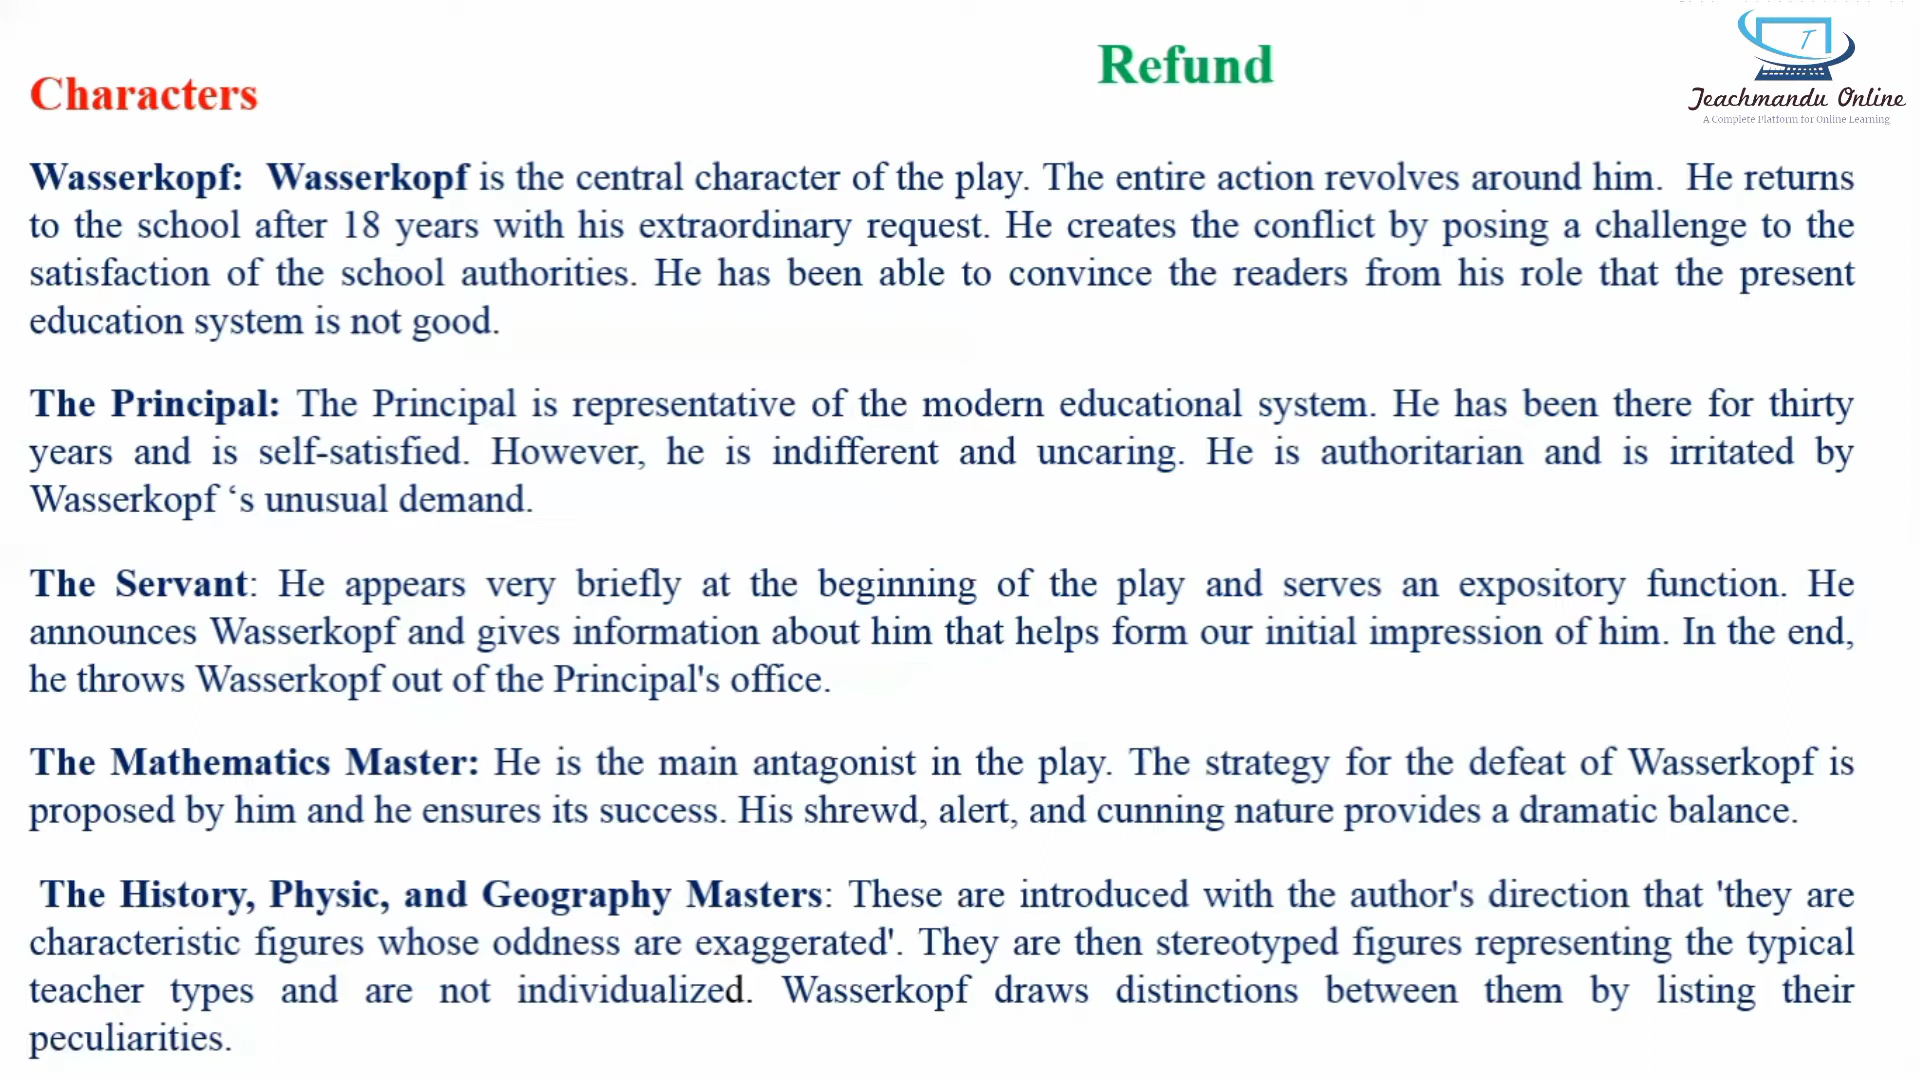 Refund
T
Teachmandu Online
A Complete Platform for Online Learning
Characters
Wasserkopf:  Wasserkopf is the central character of the play. The entire action revolves around him.  He returns
to the school after 18 years with his extraordinary request. He creates the conflict by posing a challenge to the
satisfaction of the school authorities. He has been able to convince the readers from his role that the present
education system is not good.
The Principal: The Principal is representative of the modern educational system. He has been there for thirty
years and is self-satisfied. However, he is indifferent and uncaring. He is authoritarian and is irritated by
Wasserkopf ‘s unusual demand.
The Servant: He appears very briefly at the beginning of the play and serves an expository function. He
announces Wasserkopf and gives information about him that helps form our initial impression of him. In the end,
he throws Wasserkopf out of the Principal's office.
The Mathematics Master: He is the main antagonist in the play. The strategy for the defeat of Wasserkopf is
proposed by him and he ensures its success. His shrewd, alert, and cunning nature provides a dramatic balance.
The History, Physic, and Geography Masters: These are introduced with the author's direction that 'they are
characteristic figures whose oddness are exaggerated'. They are then stereotyped figures representing the typical
teacher types and are not individualized. Wasserkopf draws distinctions between them by listing their
peculiarities.